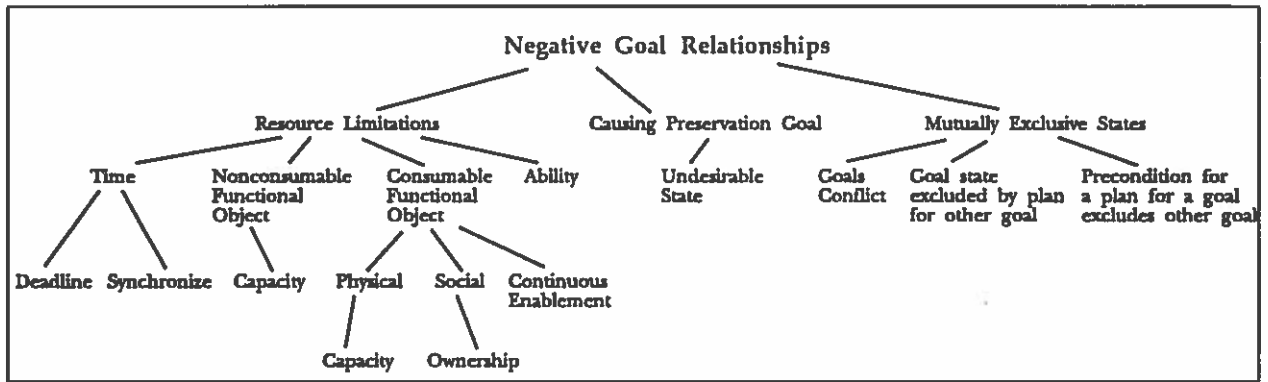 Negative Goal Relationships
Resource Limitations
Causing Preservation Goal
Mutually Exclusive States
Time
Nonconsumable
Functional
Object
Consumable
Functional
Object
Ability
Undesirable
State
Goals
Conflict
Goal state
excluded by plan
for other goal
Precondition for
a plan for a goal
excludes other goal
Deadline
Synchronize
Capacity
Physical
Social
Continuous
Enablement
Capacity
Ownership